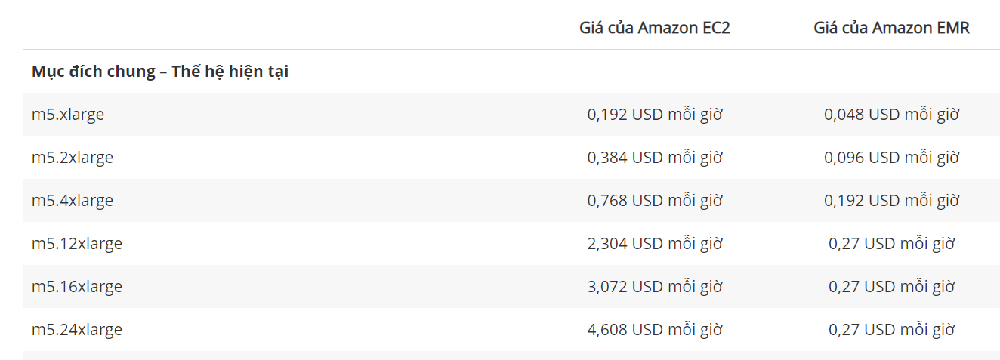 Giá của Amazon EC2 Giá của Amazon EMR
Mục đích chung – Thế hệ hiện tại
m5.xlarge 0,192 USD mỗi giờ 0,048 USD mỗi giờ
m5.2xlarge 0,384 USD mỗi giờ 0,096 USD mỗi giờ
m5.4xlarge 0,768 USD mỗi giờ 0,192 USD mỗi giờ
m5.12xlarge 2,304 USD mỗi giờ 0,27 USD mỗi giờ
m5.16xlarge 3,072 USD mỗi giờ 0,27 USD mỗi giờ
m5.24xlarge 4,608 USD mỗi giờ 0,27 USD mỗi giờ